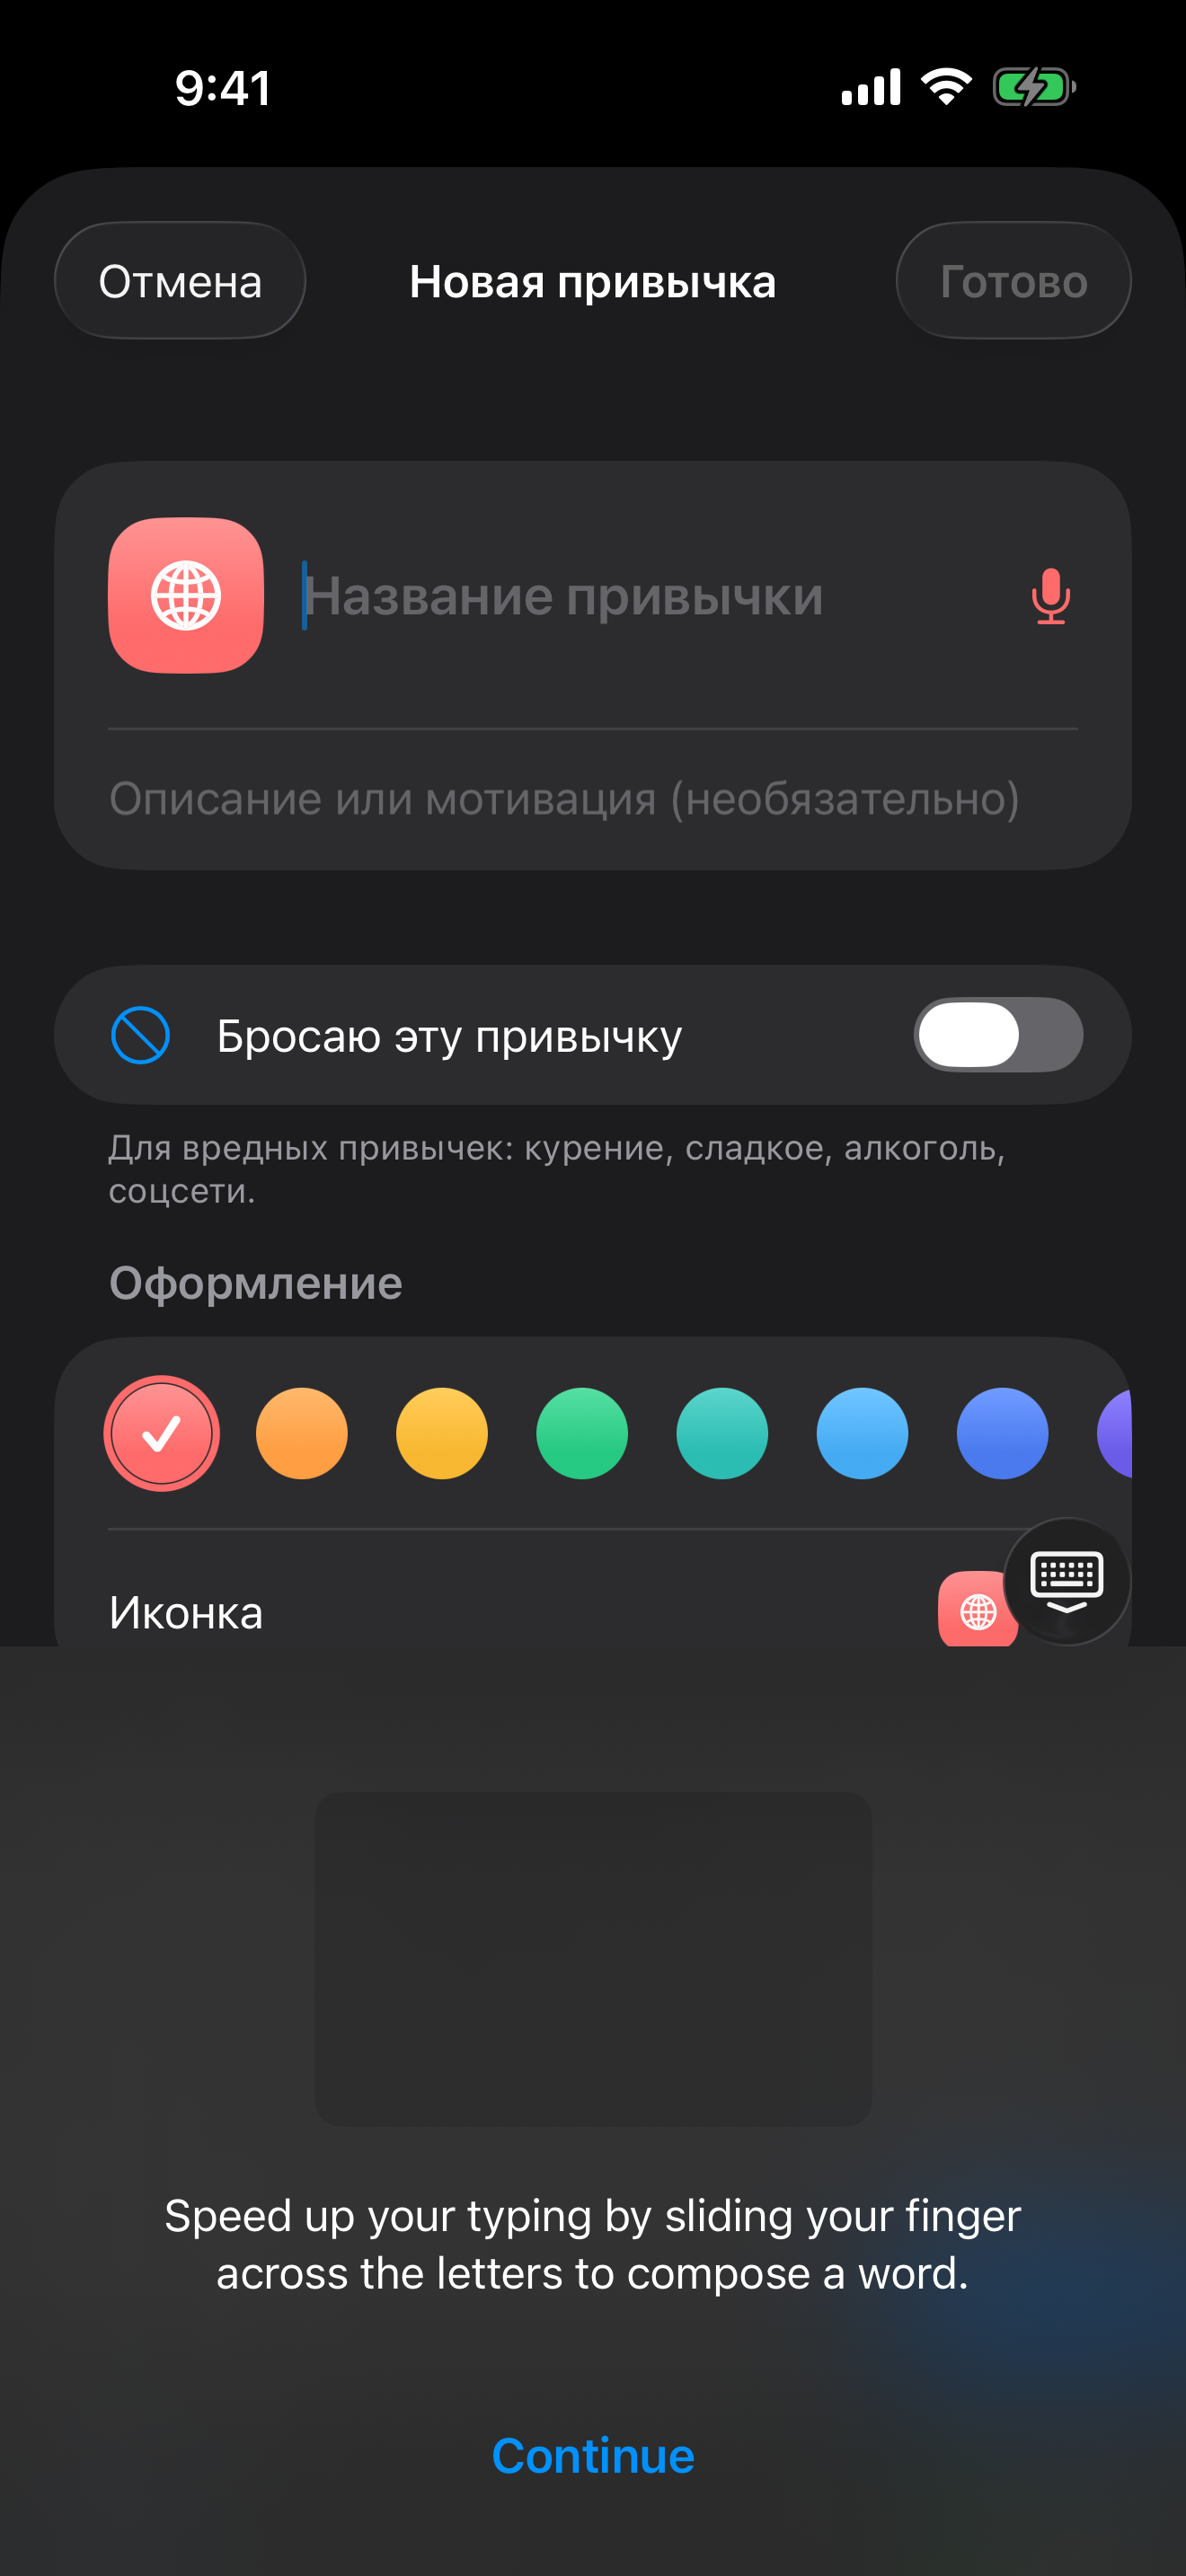 9:41
Отмена
Новая привычка
Готово
Название привычки
Описание или мотивация (необязательно)
Бросаю эту привычку
Для вредных привычек: курение, сладкое, алкоголь,
соцсети.
Оформление
Иконка
Speed up your typing by sliding your finger
across the letters to compose a word.
Continue